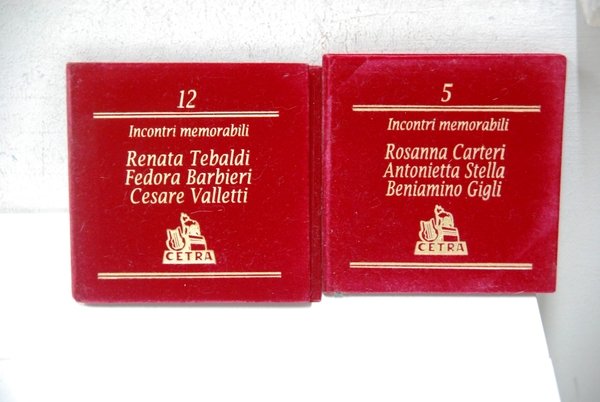 12
Incontri memorabili
Renata Tebaldi
Fedora Barbieri
Cesare Valletti
CETRA
5
Incontri memorabili
Rosanna Carteri
Antonietta Stella
Beniamino Gigli
CETRA